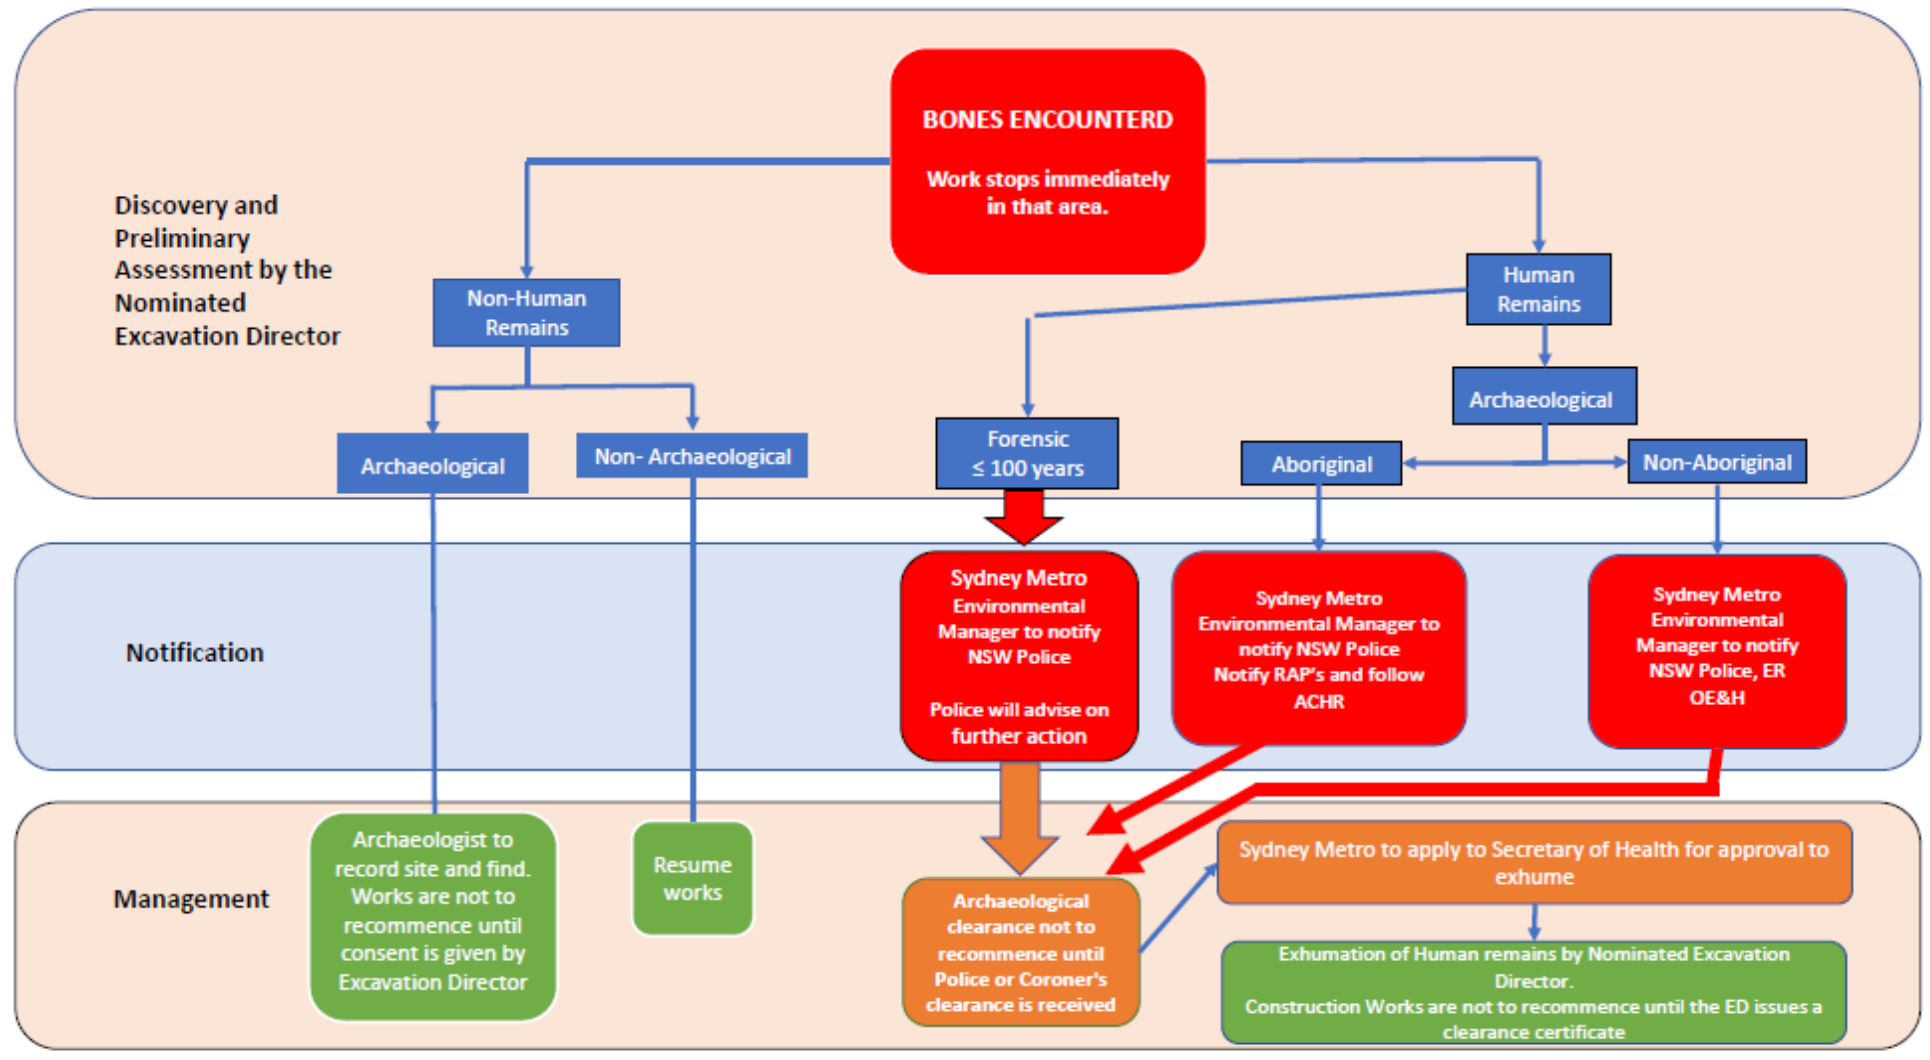 BONES ENCOUNTERD
Work stops immediately
in that area.
Discovery and
Preliminary
Assessment by the
Nominated
Excavation Director
Non-Human
Remains
Human
Remains
Archaeological
Archaeological
Non- Archaeological
Forensic
≤ 100 years
Aboriginal
Non-Aboriginal
Notification
Sydney Metro
Environmental
Manager to notify
NSW Police
Police will advise on
further action
Sydney Metro
Environmental Manager to
notify NSW Police
Notify RAP's and follow
ACHR
Sydney Metro
Environmental
Manager to notify
NSW Police, ER
OE&H
Management
Archaeologist to
record site and find.
Works are not to
recommence until
consent is given by
Excavation Director
Resume
works
Archaeological
clearance not to
recommence until
Police or Coroner's
clearance is received
Sydney Metro to apply to Secretary of Health for approval to
exhume
Exhumation of Human remains by Nominated Excavation
Director.
Construction Works are not to recommence until the ED issues a
clearance certificate